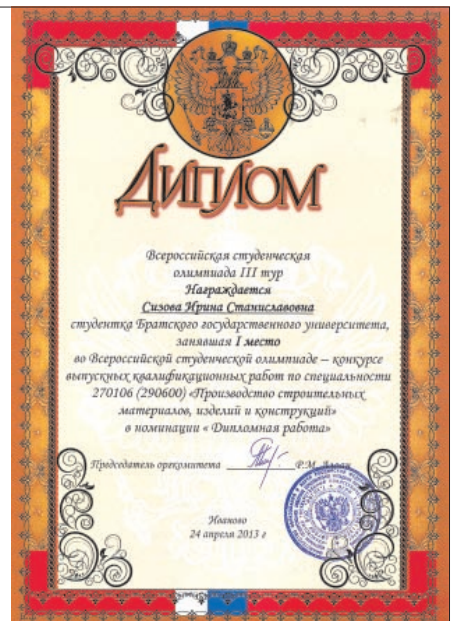 Диплом
Всероссийская студенческая
олимпиада III тур
Награждается
Сизова Ирина Станиславовна
студентка Братского государственного университета,
занявшая I место
во Всероссийской студенческой олимпиаде – конкурсе
выпускных квалификационных работ по специальности
270106 (290600) «Производство строительных
материалов, изделий и конструкций»
в номинации « Дипломная работа»
Председатель оргкомитета Р.М.
Иваново
24 апреля 2013 г